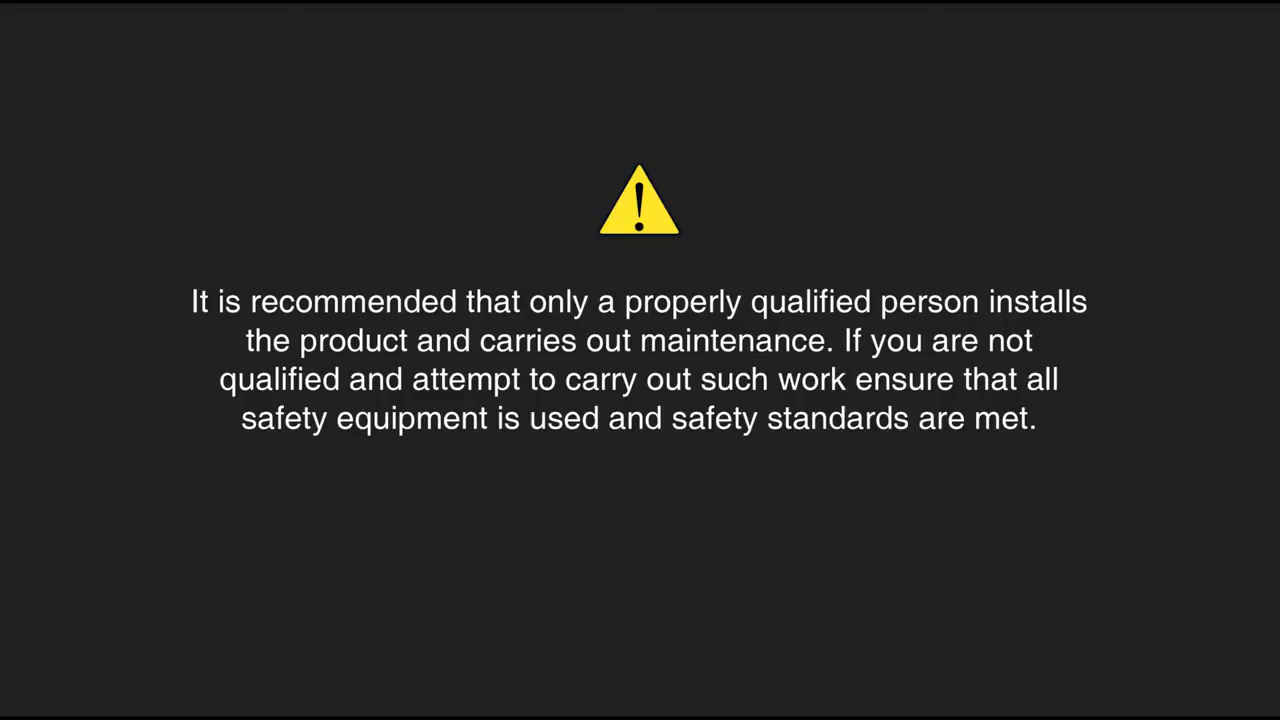 It is recommended that only a properly qualified person installs
the product and carries out maintenance. If you are not
qualified and attempt to carry out such work ensure that all
safety equipment is used and safety standards are met.